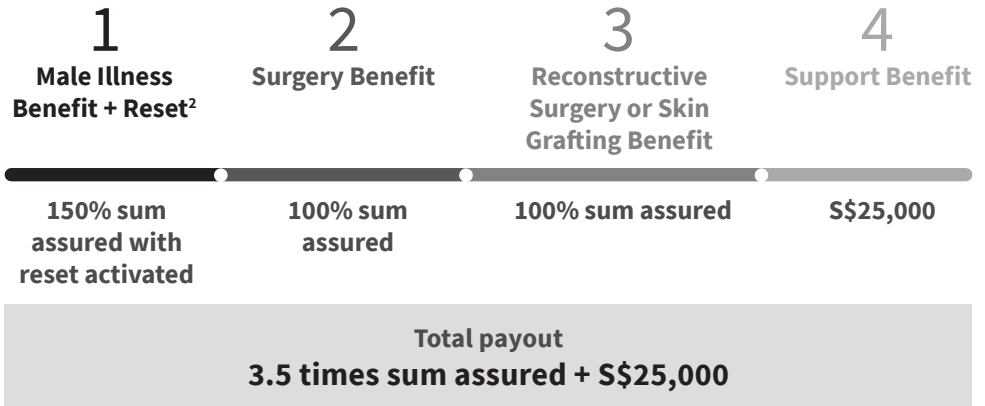 1
Male Illness
Benefit + Reset²
2
Surgery Benefit
3
Reconstructive
Surgery or Skin
Grafting Benefit
4
Support Benefit
150% sum
assured with
reset activated
100% sum
assured
100% sum assured
S$25,000
Total payout
3.5 times sum assured + S$25,000